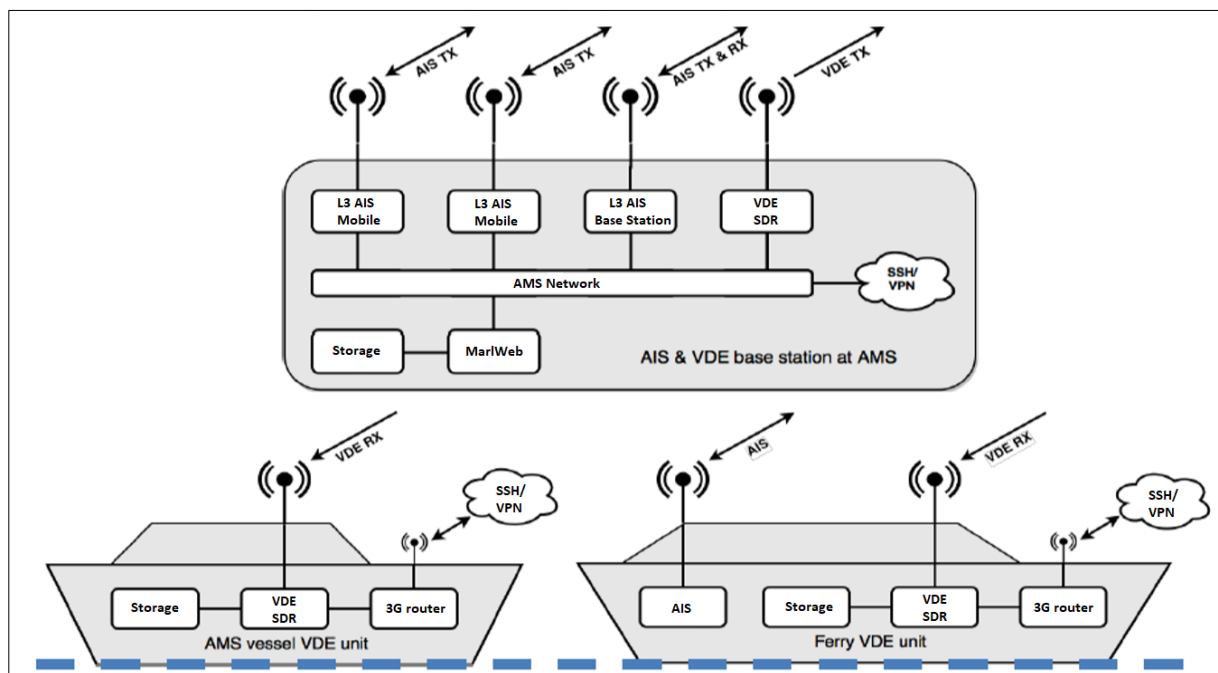 AIS TX
AIS TX
AIS TX & RX
VDE TX
L3 AIS
Mobile
L3 AIS
Mobile
L3 AIS
Base Station
VDE
SDR
AMS Network
SSH/
VPN
Storage
MarlWeb
AIS & VDE base station at AMS
VDE RX
SSH/
VPN
Storage
VDE
SDR
3G router
AMS vessel VDE unit
AIS
VDE RX
SSH/
VPN
AIS
Storage
VDE
SDR
3G router
Ferry VDE unit